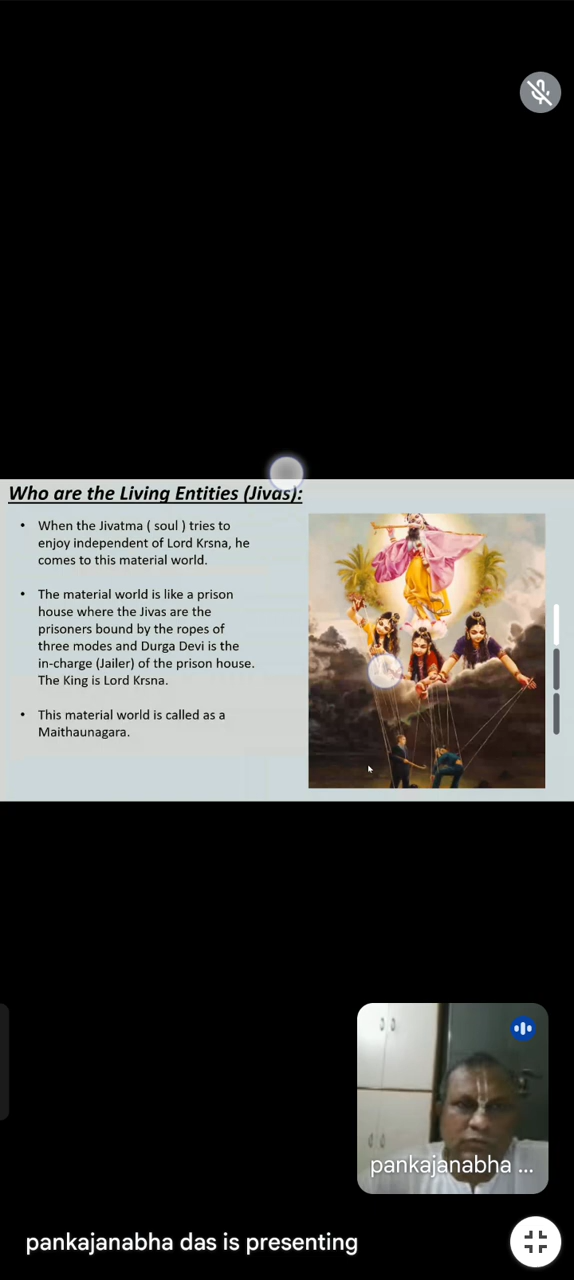 Who are the Living Entities (Jivas):
• When the Jivatma ( soul ) tries to
enjoy independent of Lord Krsna, he
comes to this material world.
• The material world is like a prison
house where the Jivas are the
prisoners bound by the ropes of
three modes and Durga Devi is the
in-charge (Jailer) of the prison house.
The King is Lord Krsna.
• This material world is called as a
Maithaunagara.
pankajanabha ...
pankajanabha das is presenting